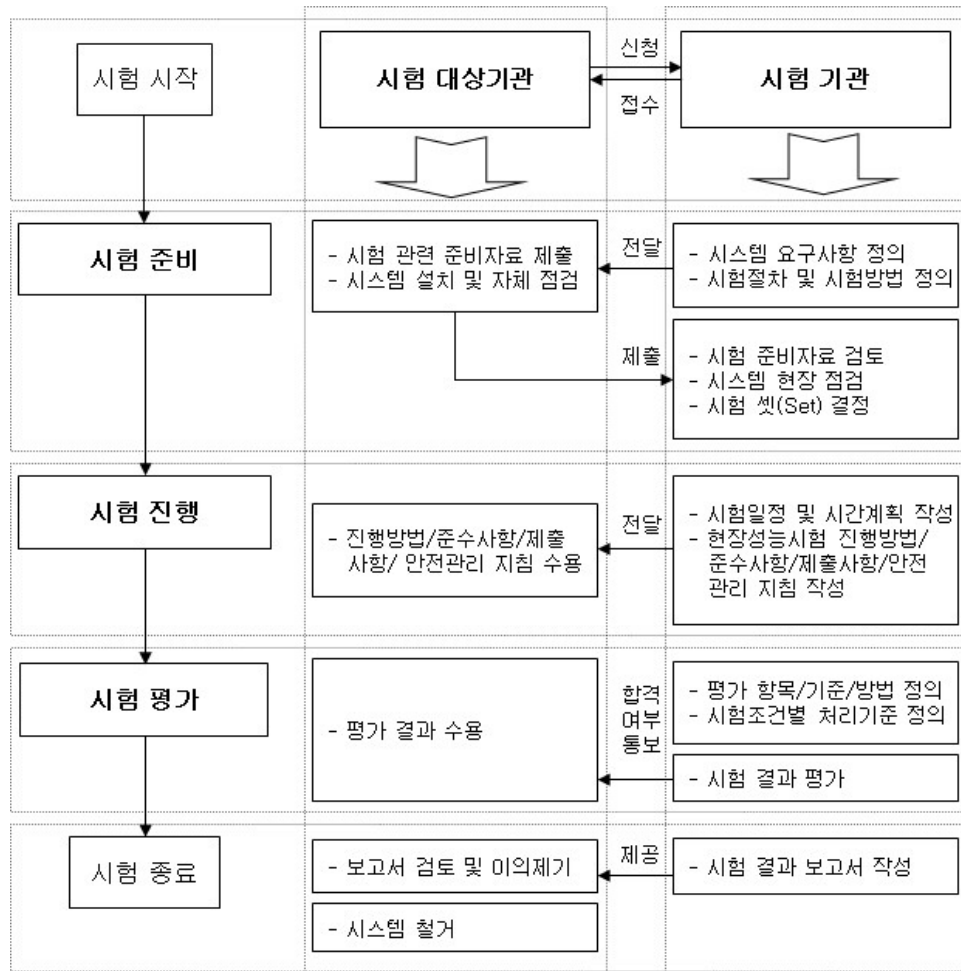 시험 시작
시험 대상기관
신청
접수
시험 기관
시험 준비
- 시험 관련 준비자료 제출
- 시스템 설치 및 자체 점검
전달
- 시스템 요구사항 정의
- 시험절차 및 시험방법 정의
제출
- 시험 준비자료 검토
- 시스템 현장 점검
- 시험 셋(Set) 결정
시험 진행
- 진행방법/준수사항/제출
사항/ 안전관리 지침 수용
전달
- 시험일정 및 시간계획 작성
- 현장성능시험 진행방법/
준수사항/제출사항/안전
관리 지침 작성
시험 평가
- 평가 결과 수용
합격
여부
통보
- 평가 항목/기준/방법 정의
- 시험조건별 처리기준 정의
- 시험 결과 평가
시험 종료
- 보고서 검토 및 이의제기
제공
- 시험 결과 보고서 작성
- 시스템 철거